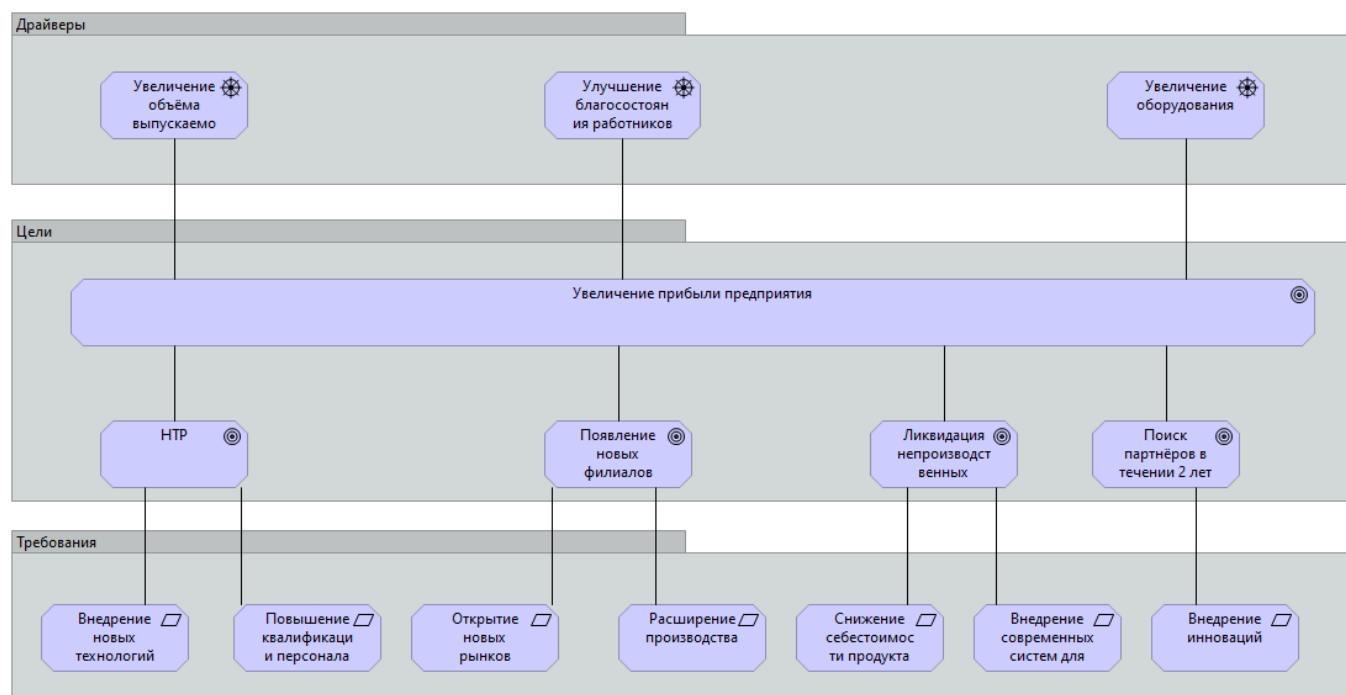 Драйверы
Увеличение
объёма
выпускаемо
Улучшение
благосостоян
ия работников
Увеличение
оборудования
Цели
Увеличение прибыли предприятия
НТР
Появление
новых
филиалов
Ликвидация
непроизводст
венных
Поиск
партнёров в
течении 2 лет
Требования
Внедрение
новых
технологий
Повышение
квалификаци
и персонала
Открытие
новых
рынков
Расширение
производства
Снижение
себестоимос
ти продукта
Внедрение
современных
систем для
Внедрение
инноваций